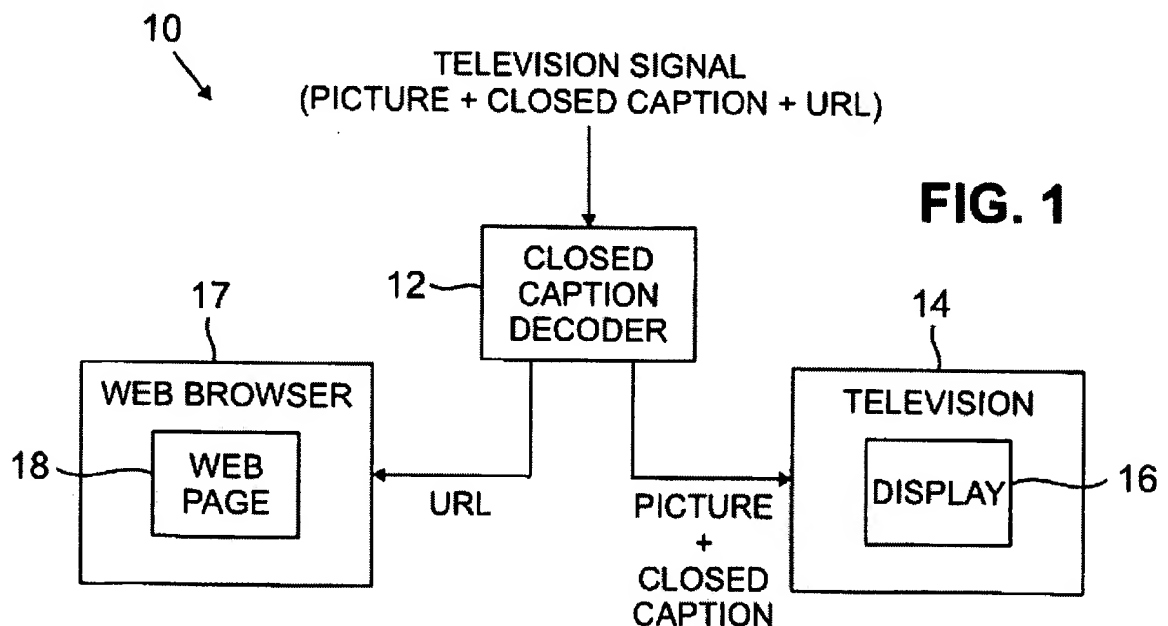 10
TELEVISION SIGNAL
(PICTURE + CLOSED CAPTION + URL)
FIG. 1
12
CLOSED
CAPTION
DECODER
17
14
WEB BROWSER
TELEVISION
18
WEB
PAGE
URL
PICTURE
+
CLOSED
CAPTION
DISPLAY
16